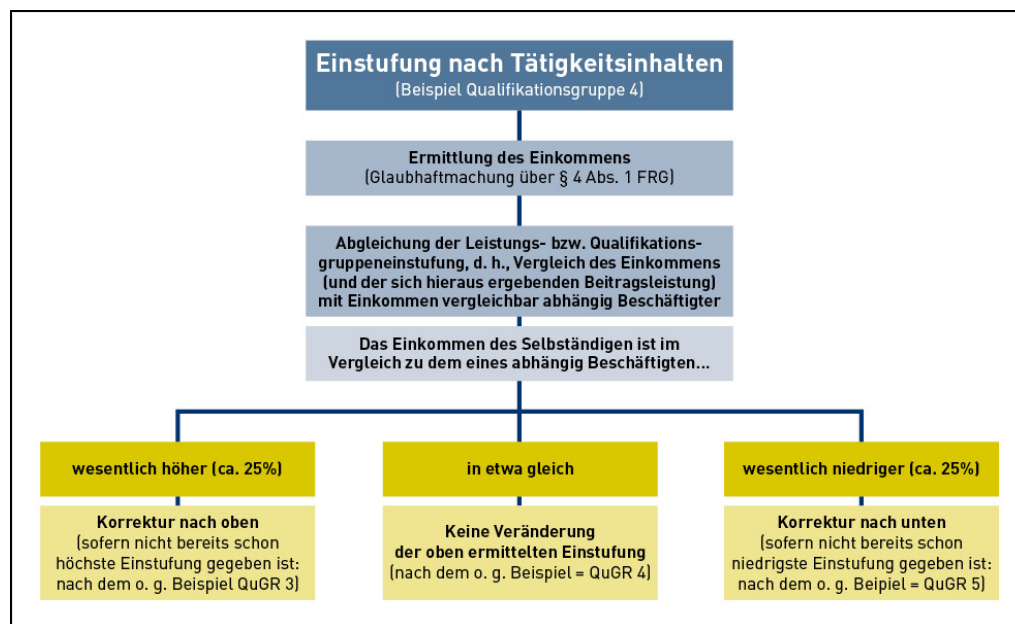 Einstufung nach Tätigkeitsinhalten
(Beispiel Qualifikationsgruppe 4)
Ermittlung des Einkommens
(Glaubhaftmachung über § 4 Abs. 1 FRG)
Abgleichung der Leistungs- bzw. Qualifikations-
gruppeneinstufung, d. h., Vergleich des Einkommens
(und der sich hieraus ergebenden Beitragsleistung)
mit Einkommen vergleichbar abhängig Beschäftigter
Das Einkommen des Selbständigen ist im
Vergleich zu dem eines abhängig Beschäftigten...
wesentlich höher (ca. 25%)
Korrektur nach oben
(sofern nicht bereits schon
höchste Einstufung gegeben ist:
nach dem o. g. Beispiel QuGR 3)
in etwa gleich
Keine Veränderung
der oben ermittelten Einstufung
(nach dem o. g. Beispiel = QuGR 4)
wesentlich niedriger (ca. 25%)
Korrektur nach unten
(sofern nicht bereits schon
niedrigste Einstufung gegeben ist:
nach dem o. g. Beipiel = QuGR 5)